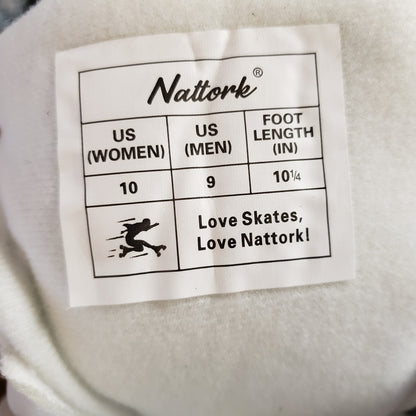 Nattork®
US (WOMEN)
US (MEN)
FOOT LENGTH (IN)
10
9
10¼
Love Skates,
Love Nattork!